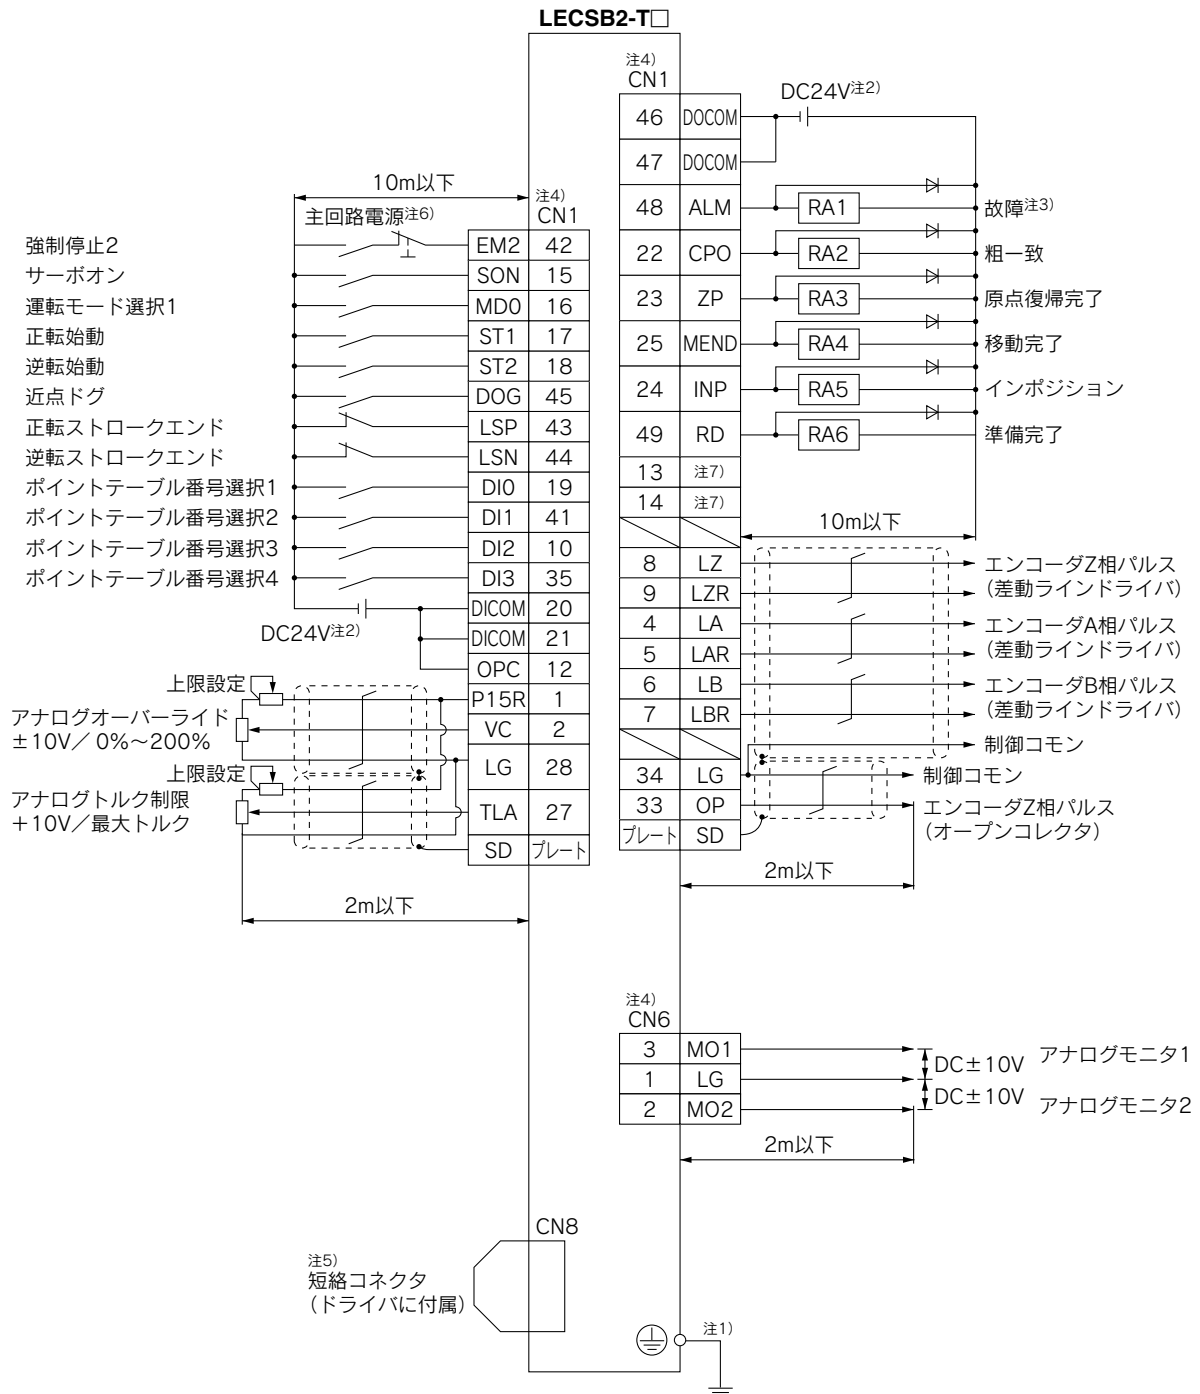 LECSB2-T□
10m以下
主回路電源注6)
注4)
CN1
強制停止2 EM2 42
サーボオン SON 15
運転モード選択1 MD0 16
正転始動 ST1 17
逆転始動 ST2 18
近点ドグ DOG 45
正転ストロークエンド LSP 43
逆転ストロークエンド LSN 44
ポイントテーブル番号選択1 DI0 19
ポイントテーブル番号選択2 DI1 41
ポイントテーブル番号選択3 DI2 10
ポイントテーブル番号選択4 DI3 35
DICOM 20
DC24V注2)
DICOM 21
OPC 12
上限設定
P15R 1
アナログオーバーライド
±10V/0%~200%
VC 2
LG 28
上限設定
アナログトルク制限
+10V/最大トルク
TLA 27
SD プレート
2m以下
注4)
CN1
DC24V注2)
46 DOCOM
47 DOCOM
48 ALM RA1 故障注3)
22 CPO RA2 粗一致
23 ZP RA3 原点復帰完了
25 MEND RA4 移動完了
24 INP RA5 インポジション
49 RD RA6 準備完了
13 注7)
14 注7)
10m以下
8 LZ エンコーダZ相パルス
9 LZR (差動ラインドライバ)
4 LA エンコーダA相パルス
5 LAR (差動ラインドライバ)
6 LB エンコーダB相パルス
7 LBR (差動ラインドライバ)
制御コモン
34 LG 制御コモン
33 OP エンコーダZ相パルス
(オープンコレクタ)
プレート SD
2m以下
注4)
CN6
3 MO1 アナログモニタ1
DC±10V
1 LG
DC±10V
2 MO2 アナログモニタ2
2m以下
CN8
注5)
短絡コネクタ
(ドライバに付属)
注1)